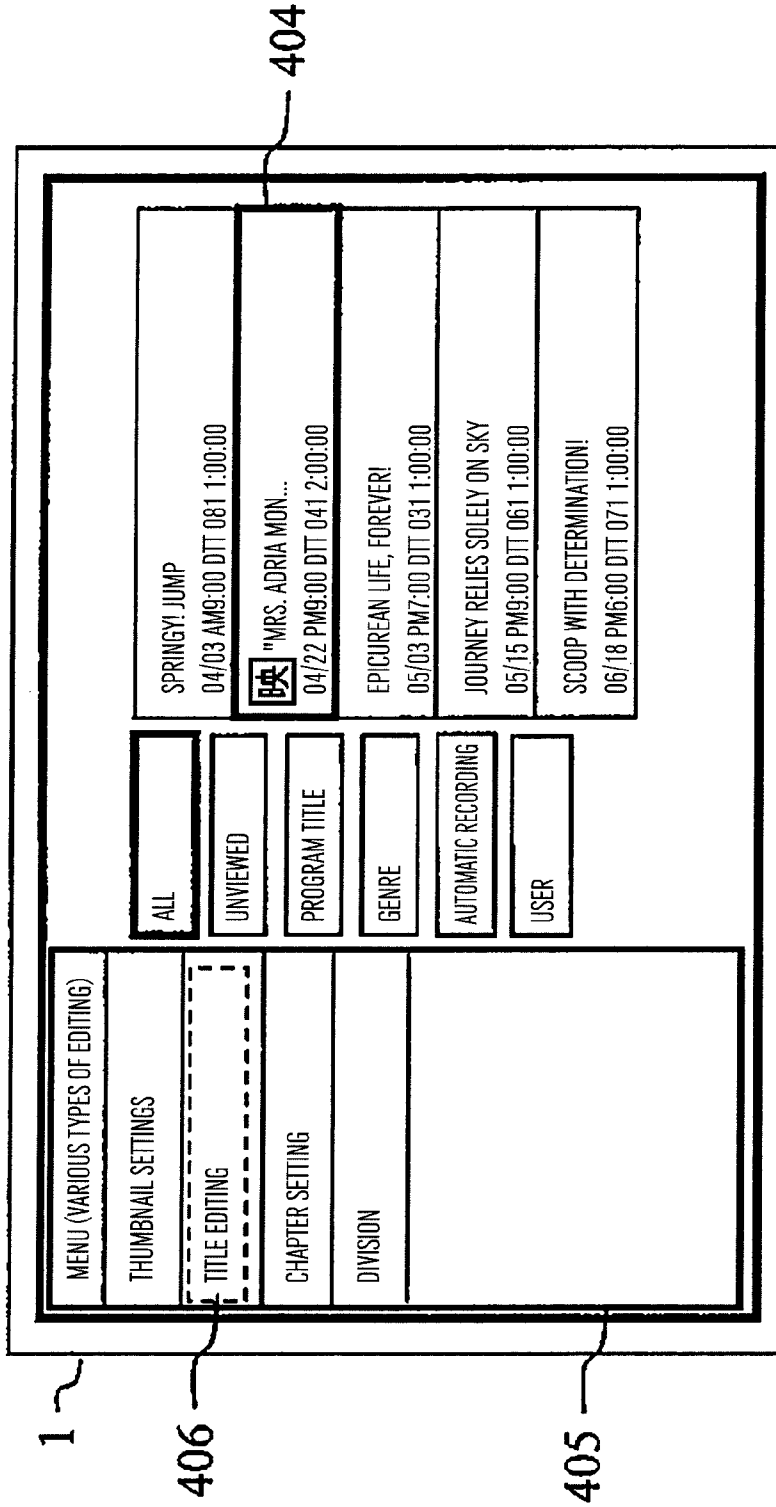 1
406
405
404
MENU (VARIOUS TYPES OF EDITING)
THUMBNAIL SETTINGS
TITLE EDITING
CHAPTER SETTING
DIVISION
ALL
UNVIEWED
PROGRAM TITLE
GENRE
AUTOMATIC RECORDING
USER
SPRINGY! JUMP
04/03 AM9:00 DTT 081 1:00:00
映 "MRS. ADRIA MON...
04/22 PM9:00 DTT 041 2:00:00
EPICUREAN LIFE, FOREVER!
05/03 PM7:00 DTT 031 1:00:00
JOURNEY RELIES SOLELY ON SKY
05/15 PM9:00 DTT 061 1:00:00
SCOOP WITH DETERMINATION!
06/18 PM6:00 DTT 071 1:00:00